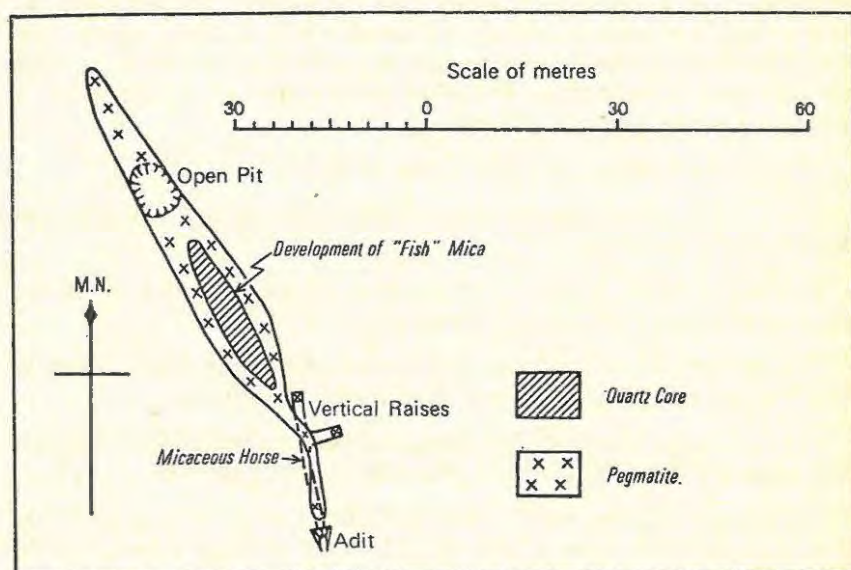 Scale of metres
30 0 30 60
Open Pit
Development of "Fish" Mica
M.N.
Vertical Raises
Quartz Core
Micaceous Horse
Pegmatite.
Adit